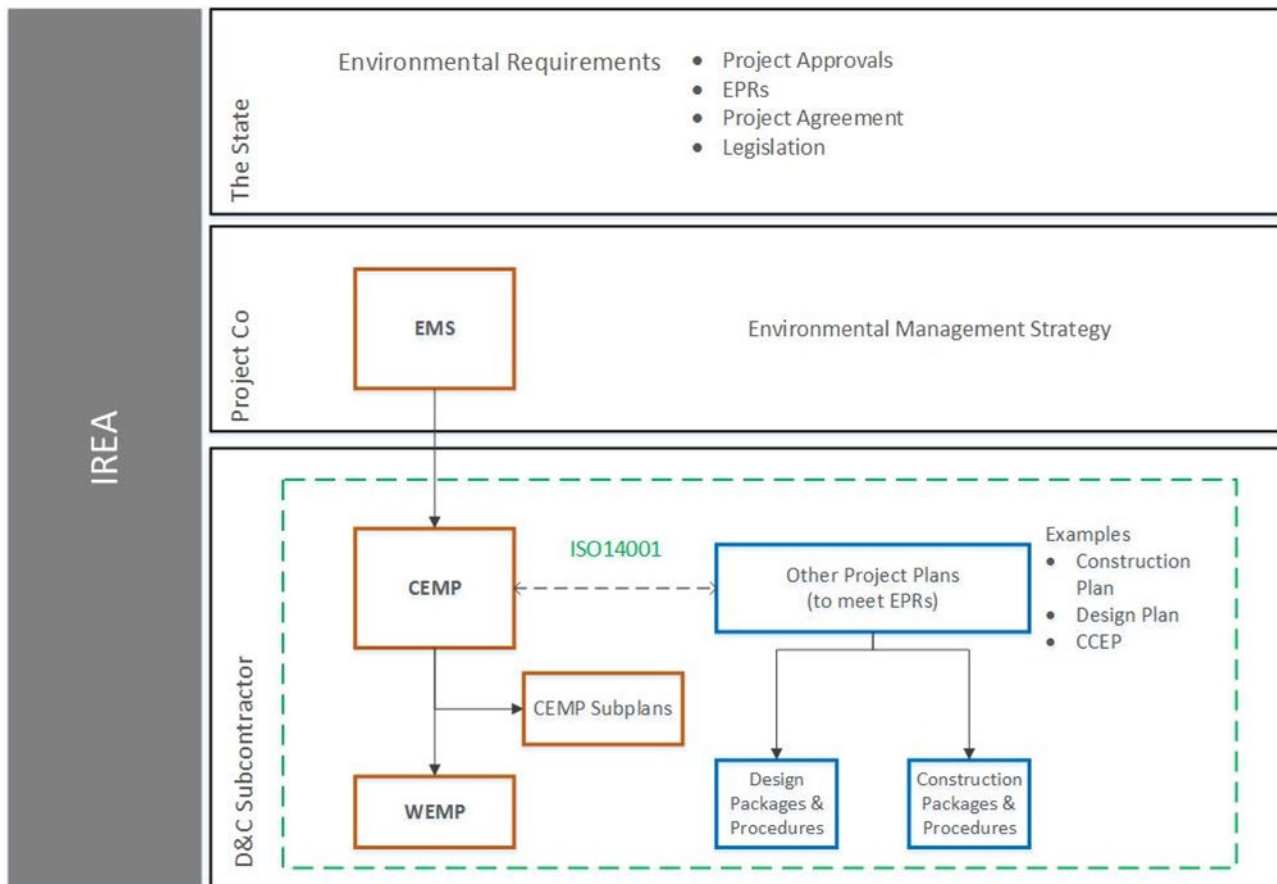 IREA
The State
Environmental Requirements
• Project Approvals
• EPRs
• Project Agreement
• Legislation
Project Co
EMS
Environmental Management Strategy
D&C Subcontractor
ISO14001
CEMP
Other Project Plans
(to meet EPRs)
Examples
• Construction
Plan
• Design Plan
• CCEP
CEMP Subplans
WEMP
Design
Packages &
Procedures
Construction
Packages &
Procedures